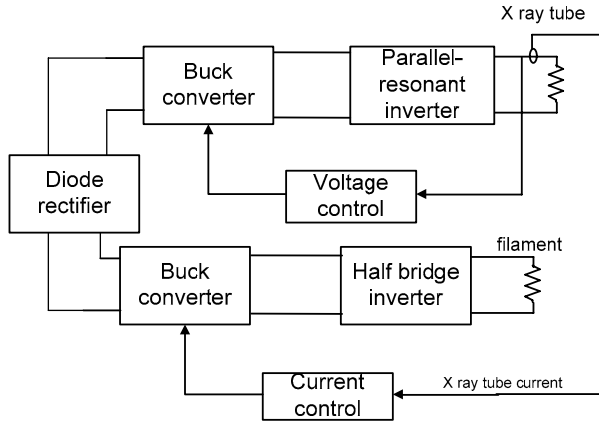 X ray tube
Buck
converter
Parallel-
resonant
inverter
Diode
rectifier
Voltage
control
Buck
converter
Half bridge
inverter
filament
Current
control
X ray tube current